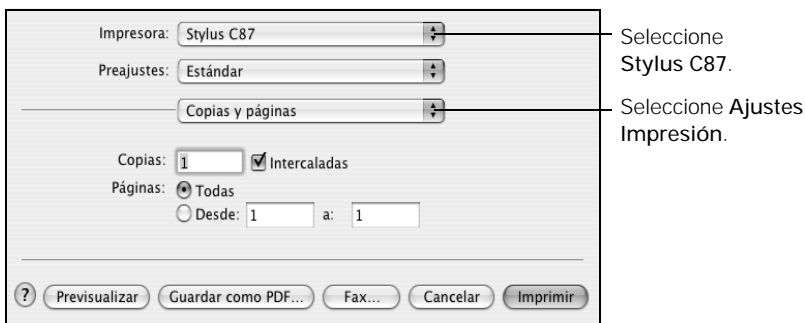 Impresora: Stylus C87
Seleccione
Stylus C87.
Preajustes: Estándar
Copias y páginas
Seleccione Ajustes
Impresión.
Copias: 1 Intercaladas
Páginas: Todas
Desde: 1 a: 1
? Previsualizar Guardar como PDF... Fax... Cancelar Imprimir